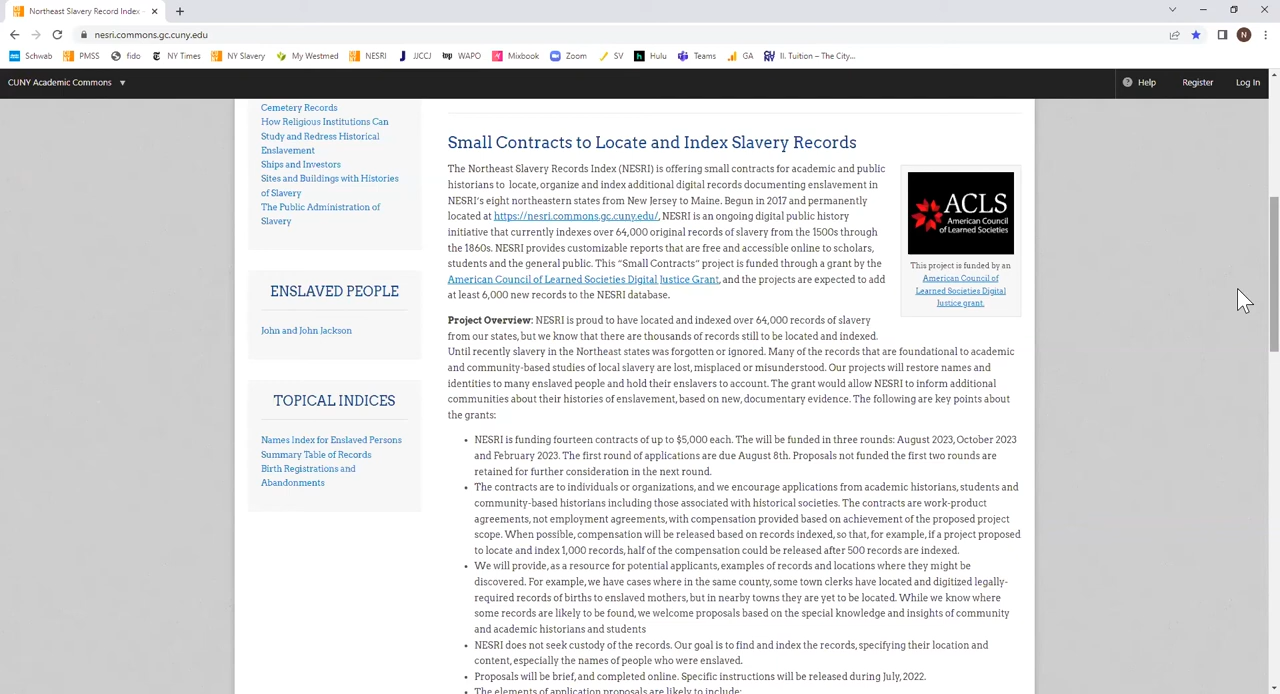 Northeast Slavery Record Index
nesri.commons.gc.cuny.edu
N
Schwab PMSS fido NY Times NY Slavery My Westmed NESRI JJCCJ WAPO Mixbook Zoom SV Hulu Teams GA II. Tuition – The City...
CUNY Academic Commons Help Register Log In
Cemetery Records
How Religious Institutions Can
Study and Redress Historical
Enslavement
Ships and Investors
Sites and Buildings with Histories
of Slavery
The Public Administration of
Slavery
ENSLAVED PEOPLE
John and John Jackson
TOPICAL INDICES
Names Index for Enslaved Persons
Summary Table of Records
Birth Registrations and
Abandonments
Small Contracts to Locate and Index Slavery Records
The Northeast Slavery Records Index (NESRI) is offering small contracts for academic and public
historians to locate, organize and index additional digital records documenting enslavement in
NESRI's eight northeastern states from New Jersey to Maine. Begun in 2017 and permanently
located at https://nesri.commons.gc.cuny.edu/, NESRI is an ongoing digital public history
initiative that currently indexes over 64,000 original records of slavery from the 1500s through
the 1860s. NESRI provides customizable reports that are free and accessible online to scholars,
students and the general public. This “Small Contracts” project is funded through a grant by the
American Council of Learned Societies Digital Justice Grant, and the projects are expected to add
at least 6,000 new records to the NESRI database.
ACLS
American Council
of Learned Societies
This project is funded by an
American Council of
Learned Societies Digital
Justice grant.
Project Overview: NESRI is proud to have located and indexed over 64,000 records of slavery
from our states, but we know that there are thousands of records still to be located and indexed.
Until recently slavery in the Northeast states was forgotten or ignored. Many of the records that are foundational to academic
and community-based studies of local slavery are lost, misplaced or misunderstood. Our projects will restore names and
identities to many enslaved people and hold their enslavers to account. The grant would allow NESRI to inform additional
communities about their histories of enslavement, based on new, documentary evidence. The following are key points about
the grants:
• NESRI is funding fourteen contracts of up to $5,000 each. The will be funded in three rounds: August 2023, October 2023
and February 2023. The first round of applications are due August 8th. Proposals not funded the first two rounds are
retained for further consideration in the next round.
• The contracts are to individuals or organizations, and we encourage applications from academic historians, students and
community-based historians including those associated with historical societies. The contracts are work-product
agreements, not employment agreements, with compensation provided based on achievement of the proposed project
scope. When possible, compensation will be released based on records indexed, so that, for example, if a project proposed
to locate and index 1,000 records, half of the compensation could be released after 500 records are indexed.
• We will provide, as a resource for potential applicants, examples of records and locations where they might be
discovered. For example, we have cases where in the same county, some town clerks have located and digitized legally-
required records of births to enslaved mothers, but in nearby towns they are yet to be located. While we know where
some records are likely to be found, we welcome proposals based on the special knowledge and insights of community
and academic historians and students
• NESRI does not seek custody of the records. Our goal is to find and index the records, specifying their location and
content, especially the names of people who were enslaved.
• Proposals will be brief, and completed online. Specific instructions will be released during July, 2022.
• The elements of application proposals are likely to include: